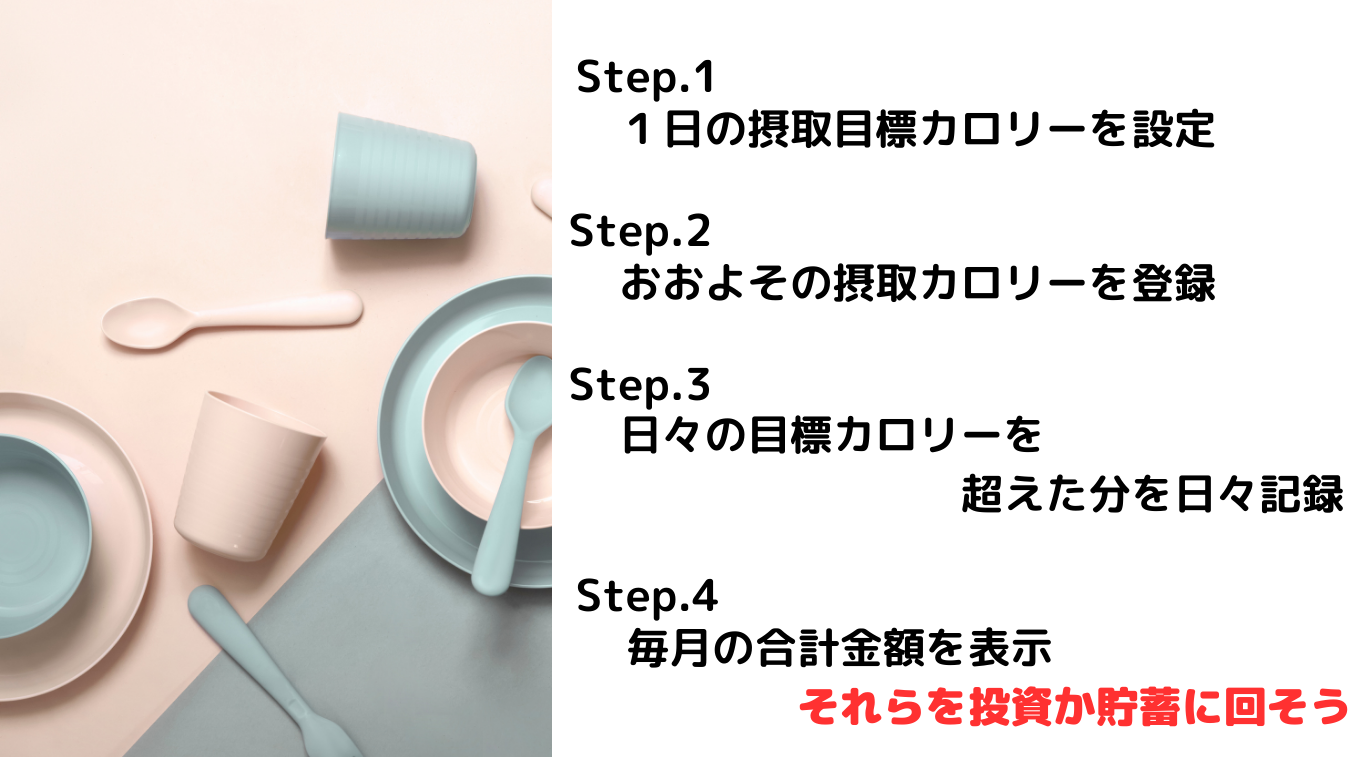 Step.1
１日の摂取目標カロリーを設定
Step.2
おおよその摂取カロリーを登録
Step.3
日々の目標カロリーを
超えた分を日々記録
Step.4
毎月の合計金額を表示
それらを投資か貯蓄に回そう